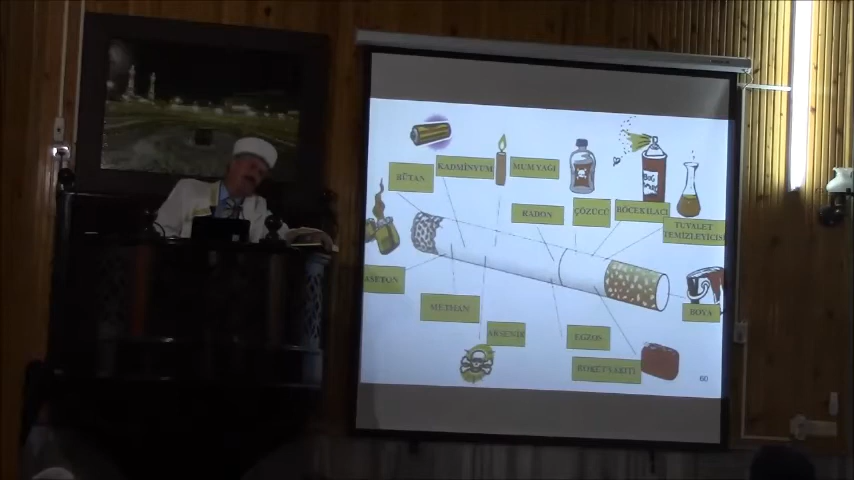 KADMİYUM
MUM YAĞI
BÜTAN
RADON
ÇÖZÜCÜ
BÖCEK İLACI
TUVALET
TEMİZLEYİCİSİ
ASETON
METHAN
ARSENİK
EGZOS
BOYA
ROKET YAKITI
60